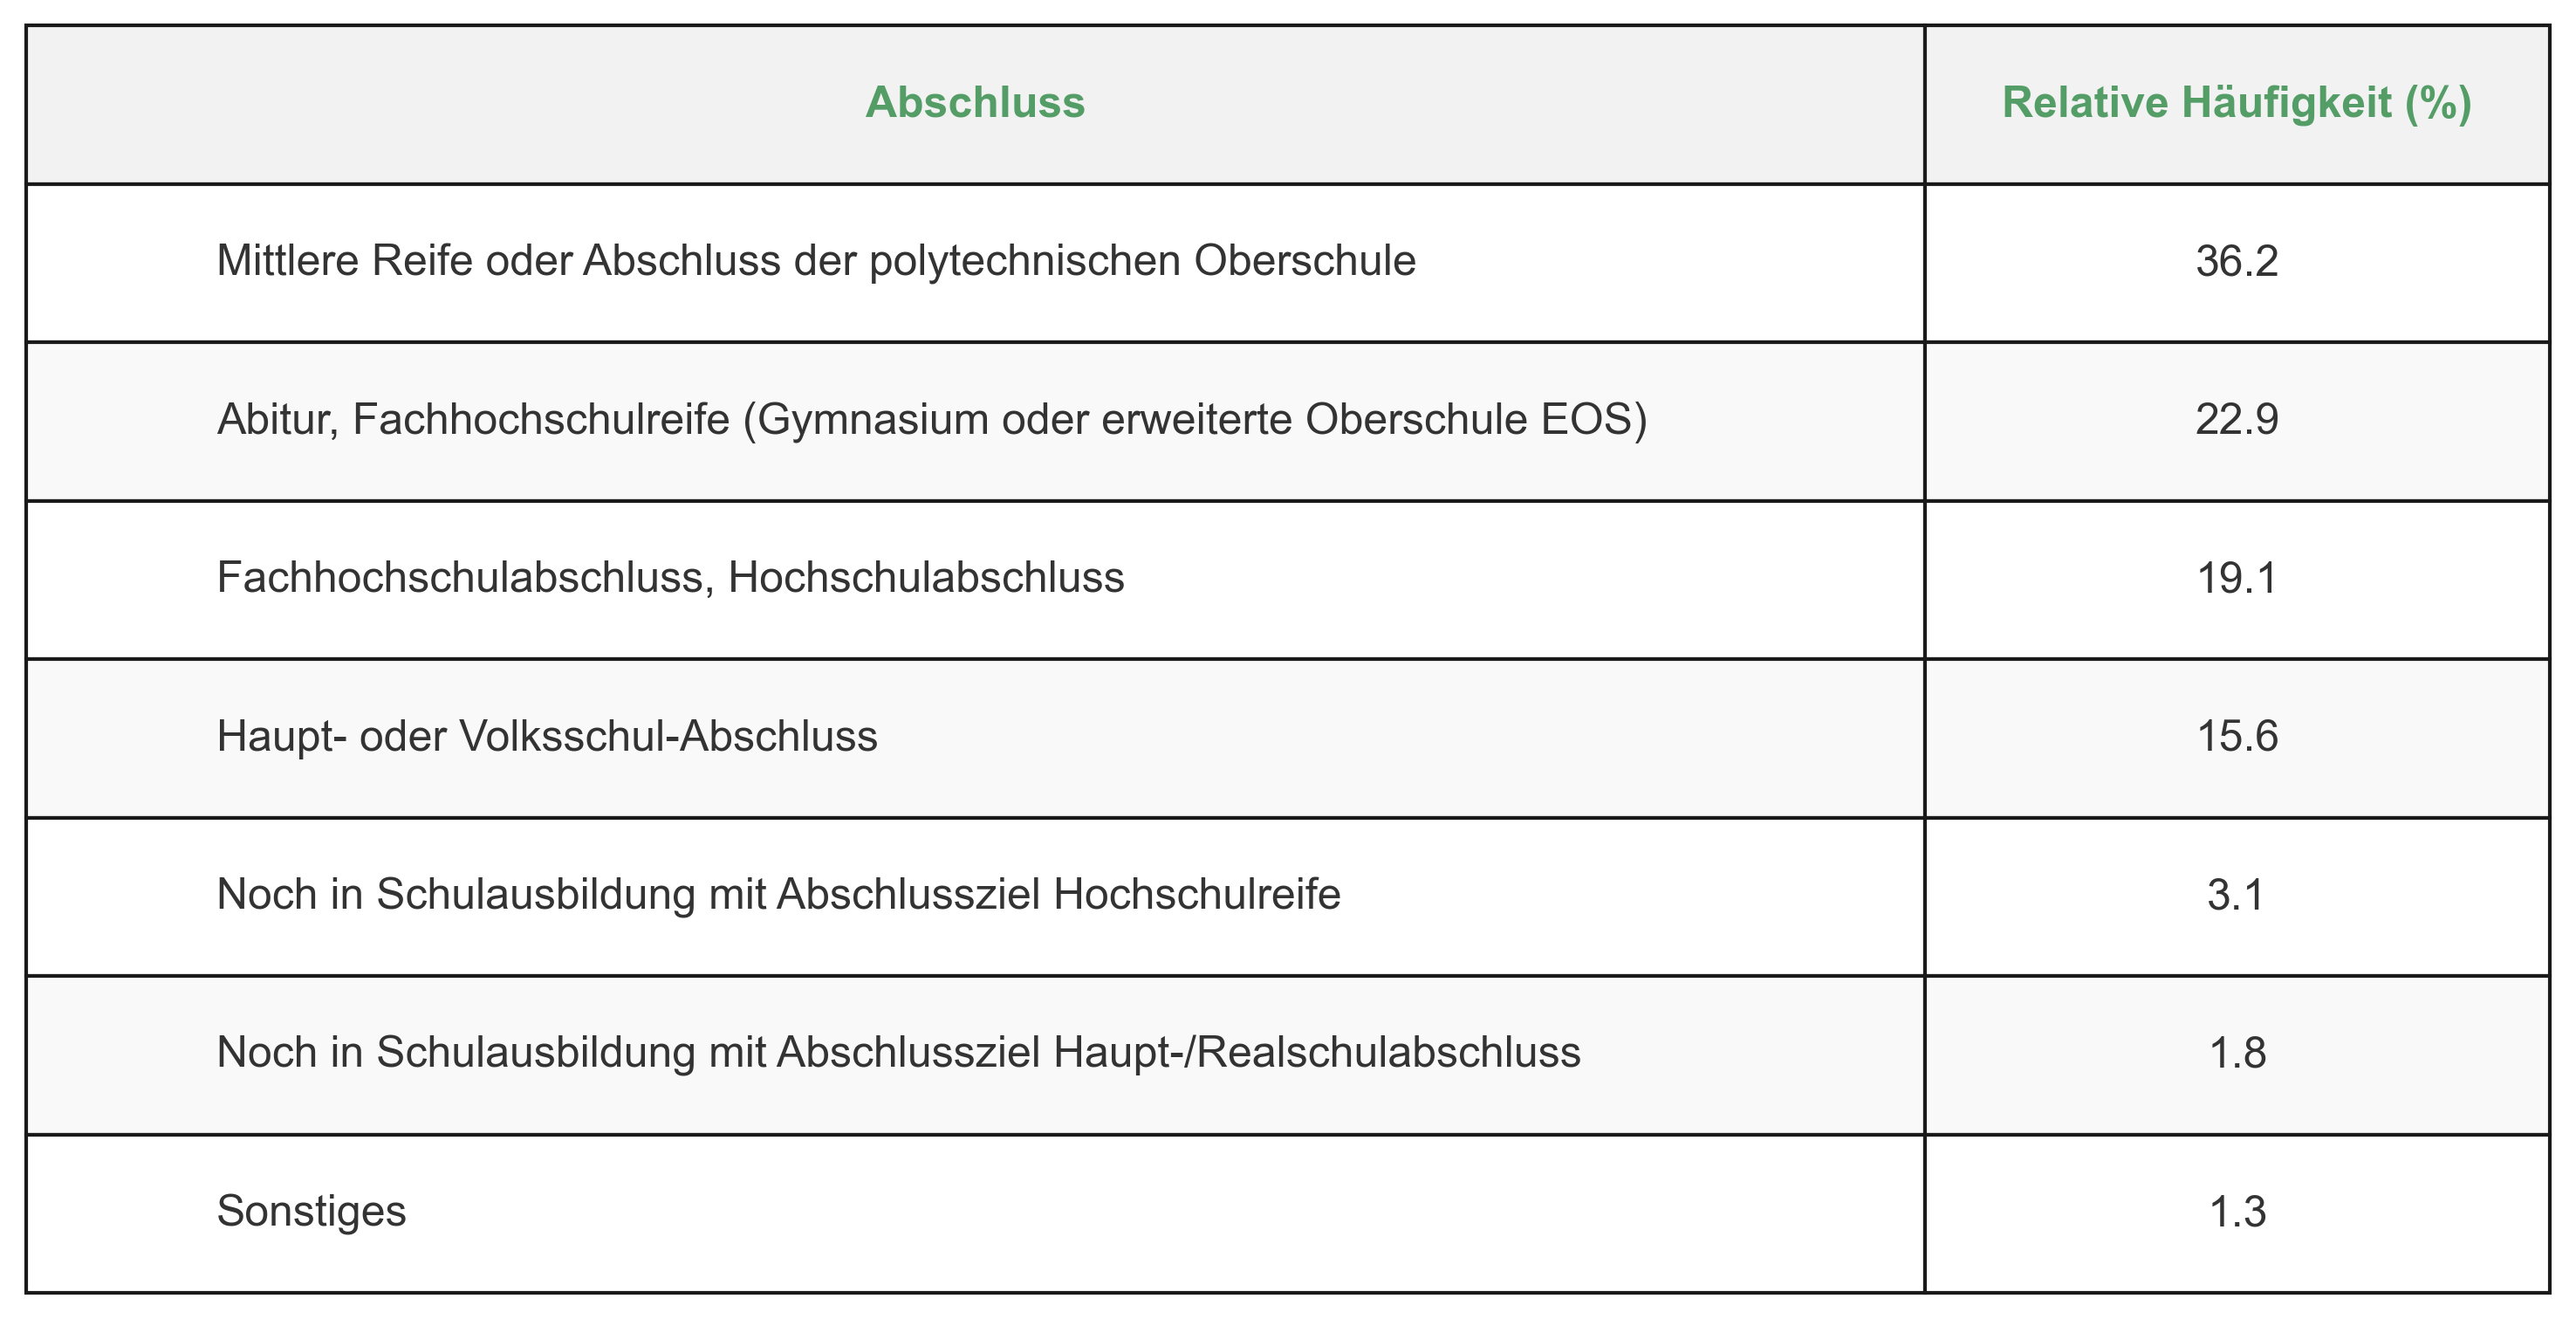 Abschluss Relative Häufigkeit (%)
Mittlere Reife oder Abschluss der polytechnischen Oberschule 36.2
Abitur, Fachhochschulreife (Gymnasium oder erweiterte Oberschule EOS) 22.9
Fachhochschulabschluss, Hochschulabschluss 19.1
Haupt- oder Volksschul-Abschluss 15.6
Noch in Schulausbildung mit Abschlussziel Hochschulreife 3.1
Noch in Schulausbildung mit Abschlussziel Haupt-/Realschulabschluss 1.8
Sonstiges 1.3